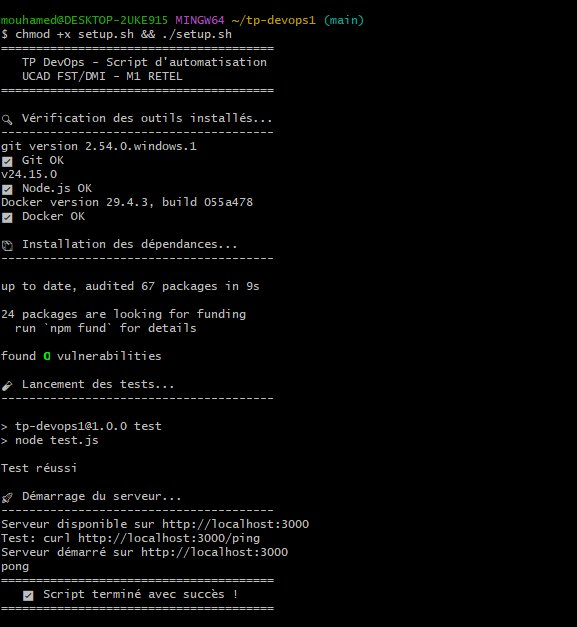 mouhamed@DESKTOP-2UKE915 MINGW64 ~/tp-devops1 (main)
$ chmod +x setup.sh && ./setup.sh
=======================================
TP DevOps - Script d'automatisation
UCAD FST/DMI - M1 RETEL
=======================================
🔍 Vérification des outils installés...
---------------------------------------
git version 2.54.0.windows.1
☑ Git OK
v24.15.0
☑ Node.js OK
Docker version 29.4.3, build 055a478
☑ Docker OK
Installation des dépendances...
---------------------------------------
up to date, audited 67 packages in 9s
24 packages are looking for funding
run `npm fund` for details
found 0 vulnerabilities
🧪 Lancement des tests...
---------------------------------------
> tp-devops1@1.0.0 test
> node test.js
Test réussi
🚀 Démarrage du serveur...
---------------------------------------
Serveur disponible sur http://localhost:3000
Test: curl http://localhost:3000/ping
Serveur démarré sur http://localhost:3000
pong
=======================================
☑ Script terminé avec succès !
=======================================